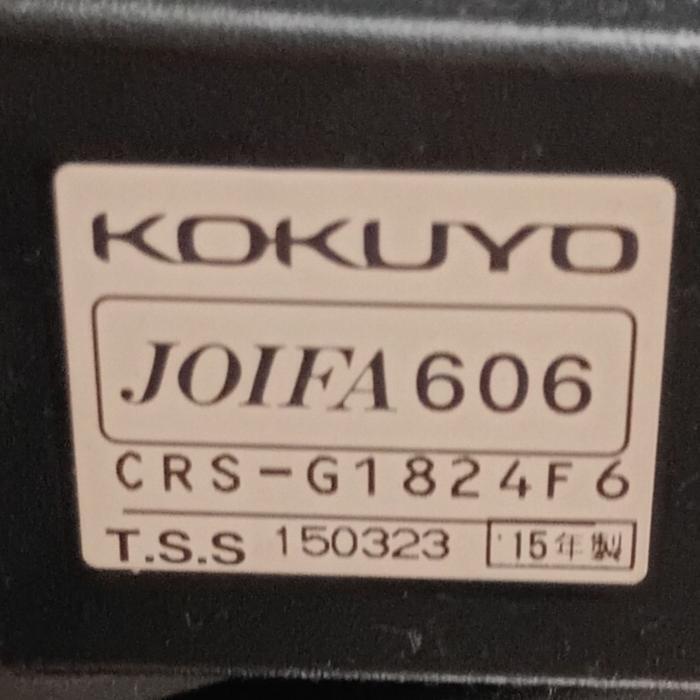 KOKUYO
JOIFA 606
CRS-G1824F6
T.S.S 150323 '15年製